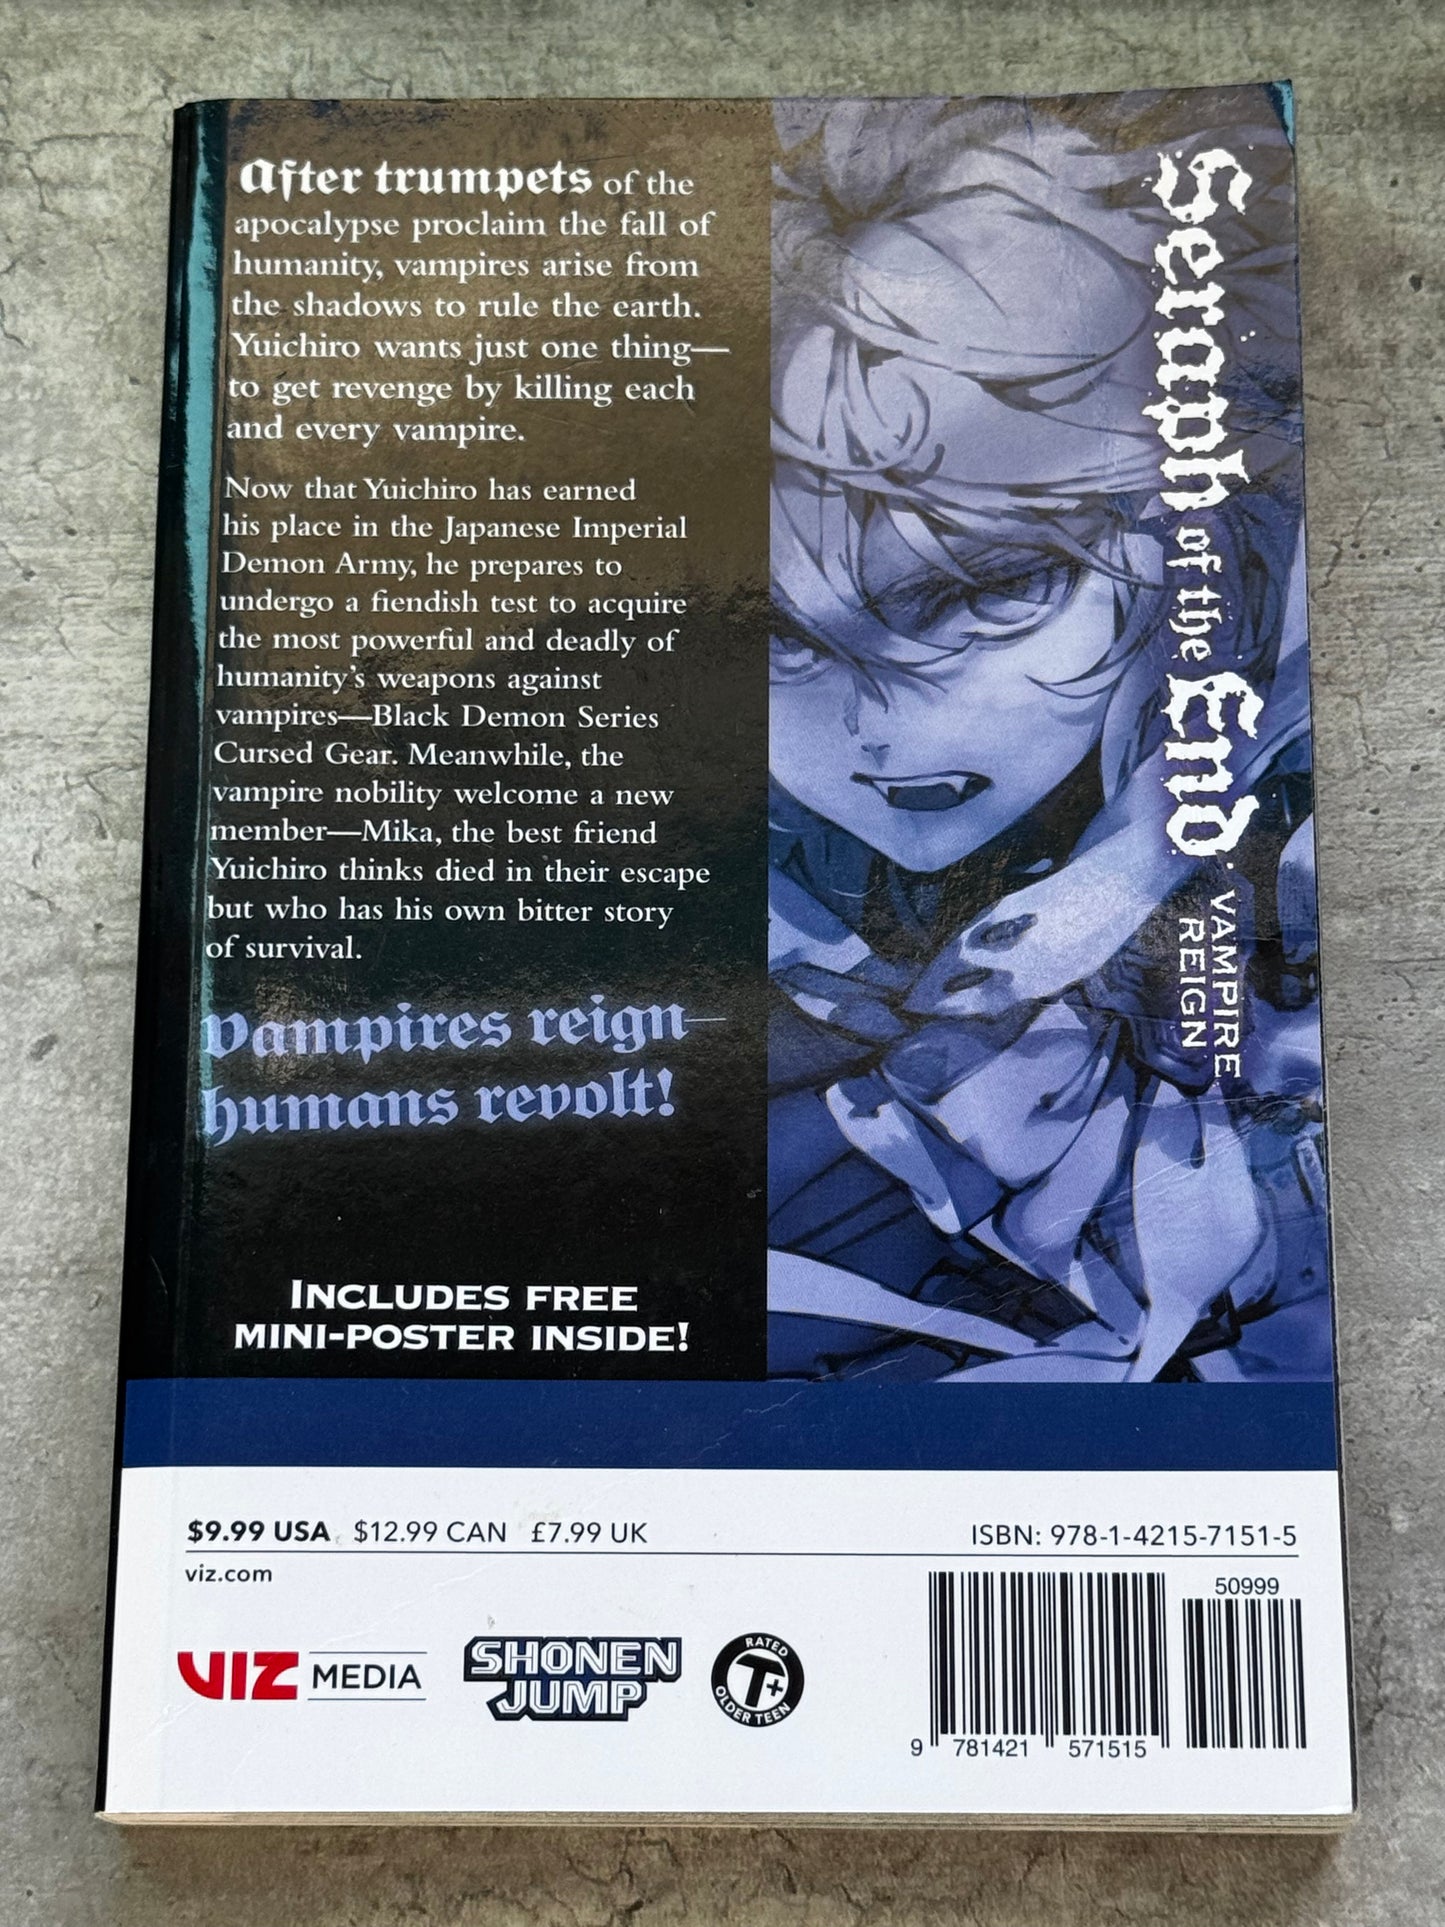 After trumpets of the
apocalypse proclaim the fall of
humanity, vampires arise from
the shadows to rule the earth.
Yuichiro wants just one thing—
to get revenge by killing each
and every vampire.
Now that Yuichiro has earned
his place in the Japanese Imperial
Demon Army, he prepares to
undergo a fiendish test to acquire
the most powerful and deadly of
humanity's weapons against
vampires—Black Demon Series
Cursed Gear. Meanwhile, the
vampire nobility welcome a new
member—Mika, the best friend
Yuichiro thinks died in their escape
but who has his own bitter story
of survival.
Vampires reign—
humans revolt!
INCLUDES FREE
MINI-POSTER INSIDE!
Seraph of the End
VAMPIRE
REIGN
$9.99 USA $12.99 CAN £7.99 UK
viz.com
VIZ MEDIA
SHONEN
JUMP
RATED
T+
OLDER TEEN
ISBN: 978-1-4215-7151-5
50999
9 781421 571515